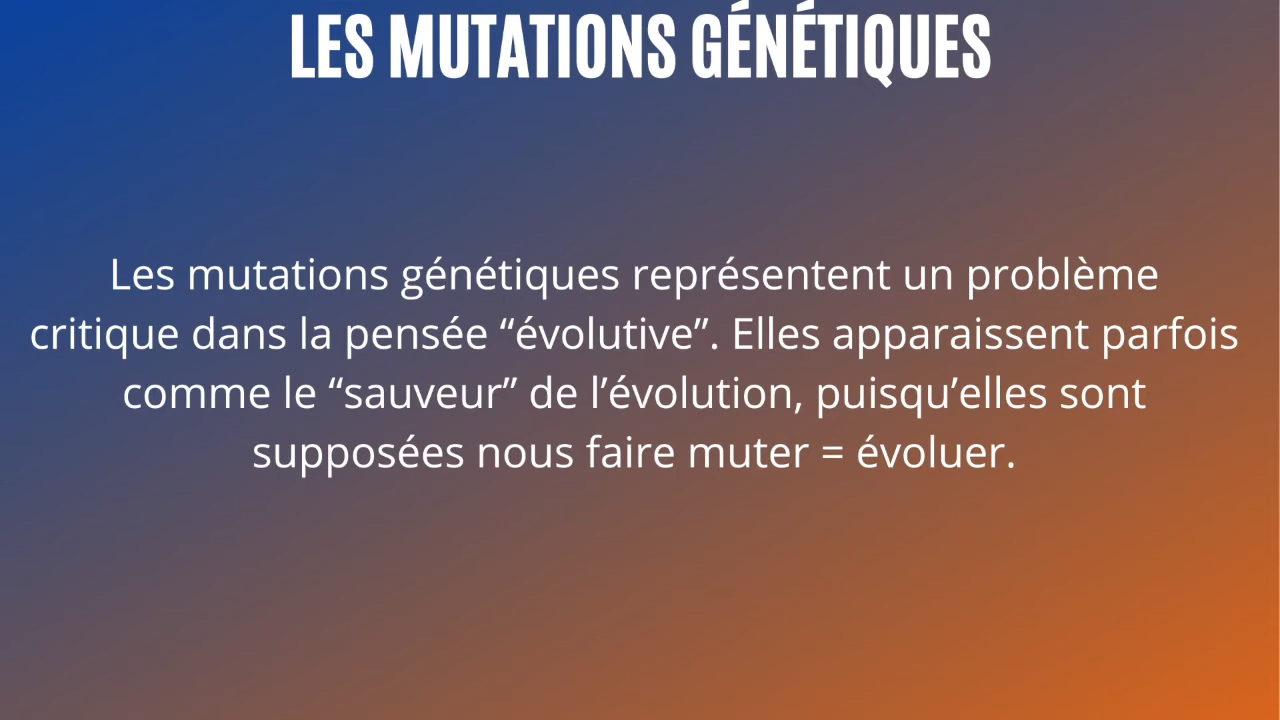 LES MUTATIONS GÉNÉTIQUES
Les mutations génétiques représentent un problème
critique dans la pensée “évolutive”. Elles apparaissent parfois
comme le “sauveur” de l’évolution, puisqu’elles sont
supposées nous faire muter = évoluer.